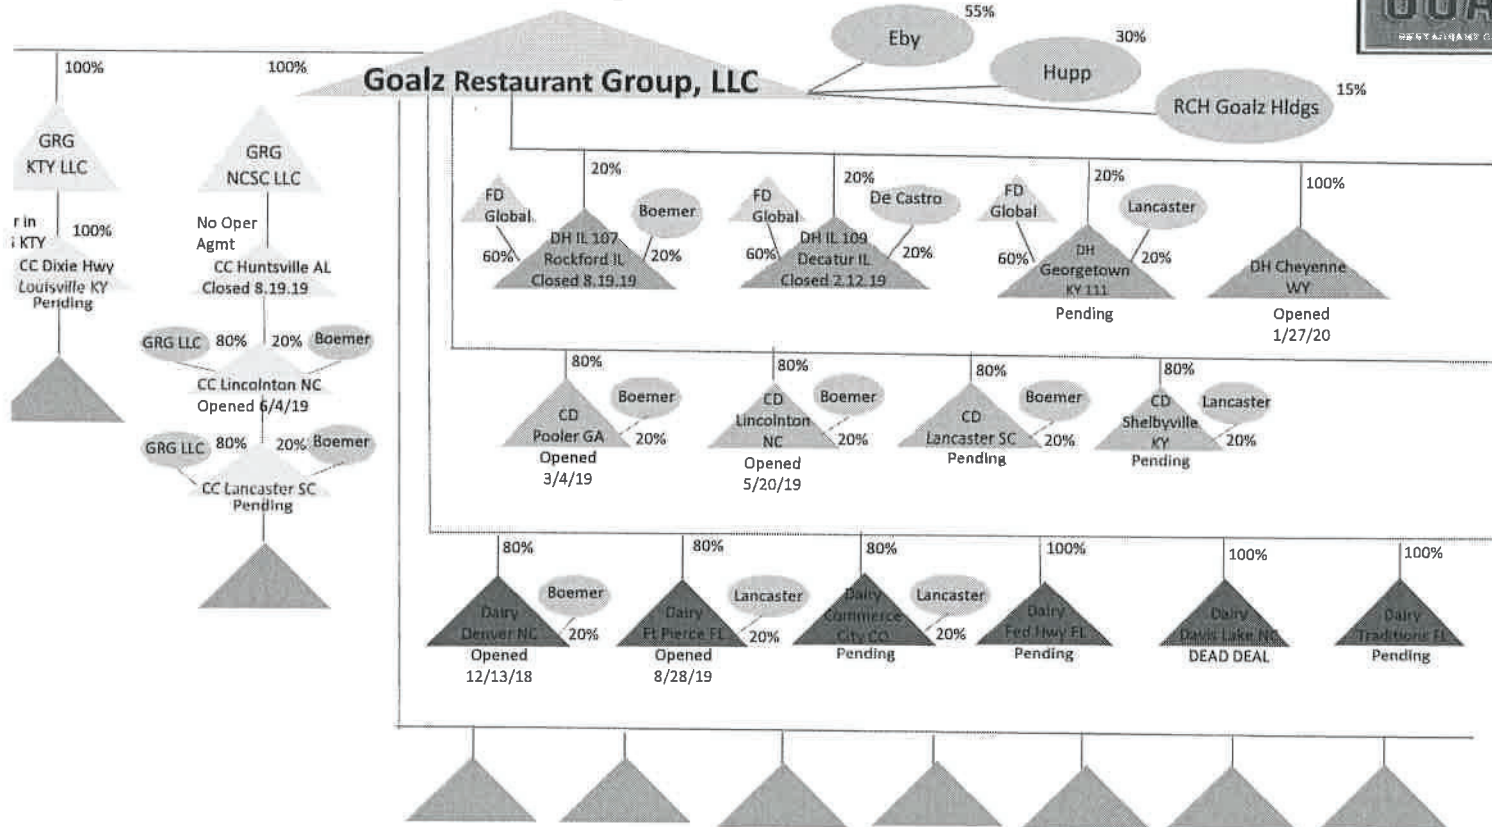 55%
Eby
30%
Hupp
15%
RCH Goalz Hldgs
Goalz Restaurant Group, LLC
100%
100%
GRG
KTY LLC
GRG
NCSC LLC
r in
KTY
100%
CC Dixie Hwy
Louisville KY
Pending
No Oper
Agmt
CC Huntsville AL
Closed 8.19.19
GRG LLC
80%
20%
Boemer
CC Lincolnton NC
Opened 6/4/19
GRG LLC
80%
20%
Boemer
CC Lancaster SC
Pending
20%
FD
Global
Boemer
60%
DH IL 107
Rockford IL
Closed 8.19.19
20%
20%
FD
Global
De Castro
60%
DH IL 109
Decatur IL
Closed 2.12.19
20%
20%
FD
Global
Lancaster
60%
DH
Georgetown
KY 111
20%
Pending
100%
DH Cheyenne
WY
Opened
1/27/20
80%
Boemer
CD
Pooler GA
20%
Opened
3/4/19
80%
Boemer
CD
Lincolnton
NC
20%
Opened
5/20/19
80%
Boemer
CD
Lancaster SC
20%
Pending
80%
Lancaster
CD
Shelbyville
KY
20%
Pending
80%
Boemer
Dairy
Denver NC
20%
Opened
12/13/18
80%
Lancaster
Dairy
Ft Pierce FL
20%
Opened
8/28/19
80%
Lancaster
Dairy
Commerce
City CO
20%
Pending
100%
Dairy
Fed Hwy FL
Pending
100%
Dairy
Davis Lake NC
DEAD DEAL
100%
Dairy
Traditions FL
Pending